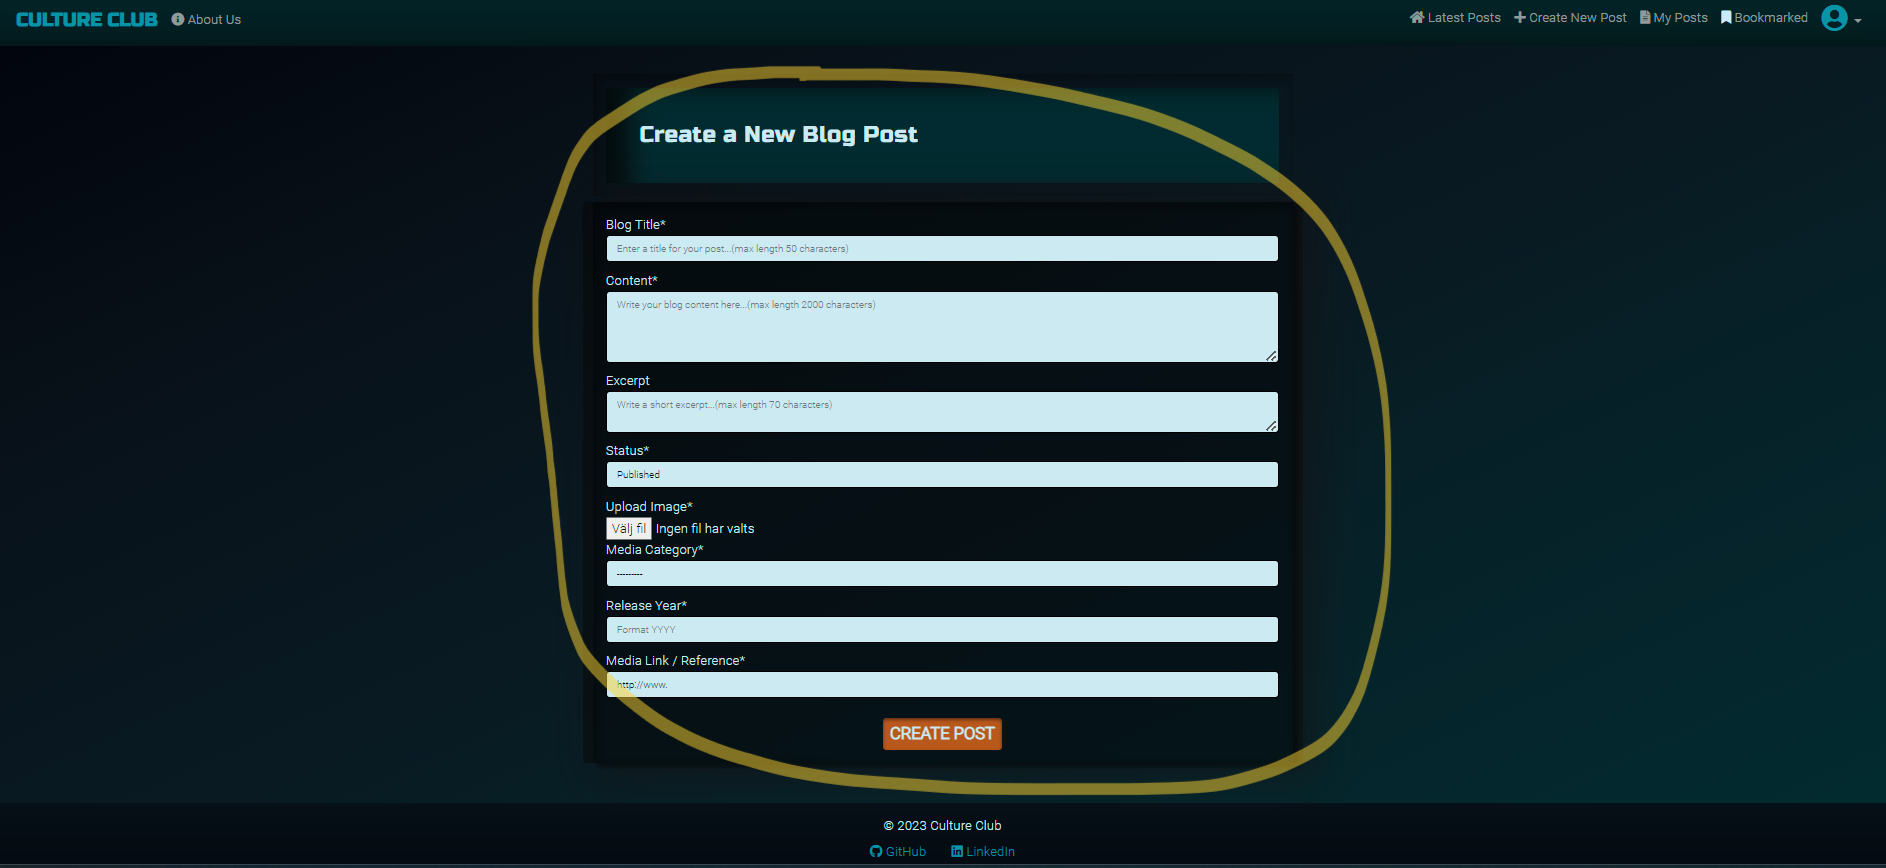 CULTURE CLUB About Us Latest Posts Create New Post My Posts Bookmarked
Create a New Blog Post
Blog Title*
Enter a title for your post...(max length 50 characters)
Content*
Write your blog content here...(max length 2000 characters)
Excerpt
Write a short excerpt...(max length 70 characters)
Status*
Published
Upload Image*
Välj fil Ingen fil har valts
Media Category*
---------
Release Year*
Format YYYY
Media Link / Reference*
http://www.
CREATE POST
© 2023 Culture Club
GitHub LinkedIn